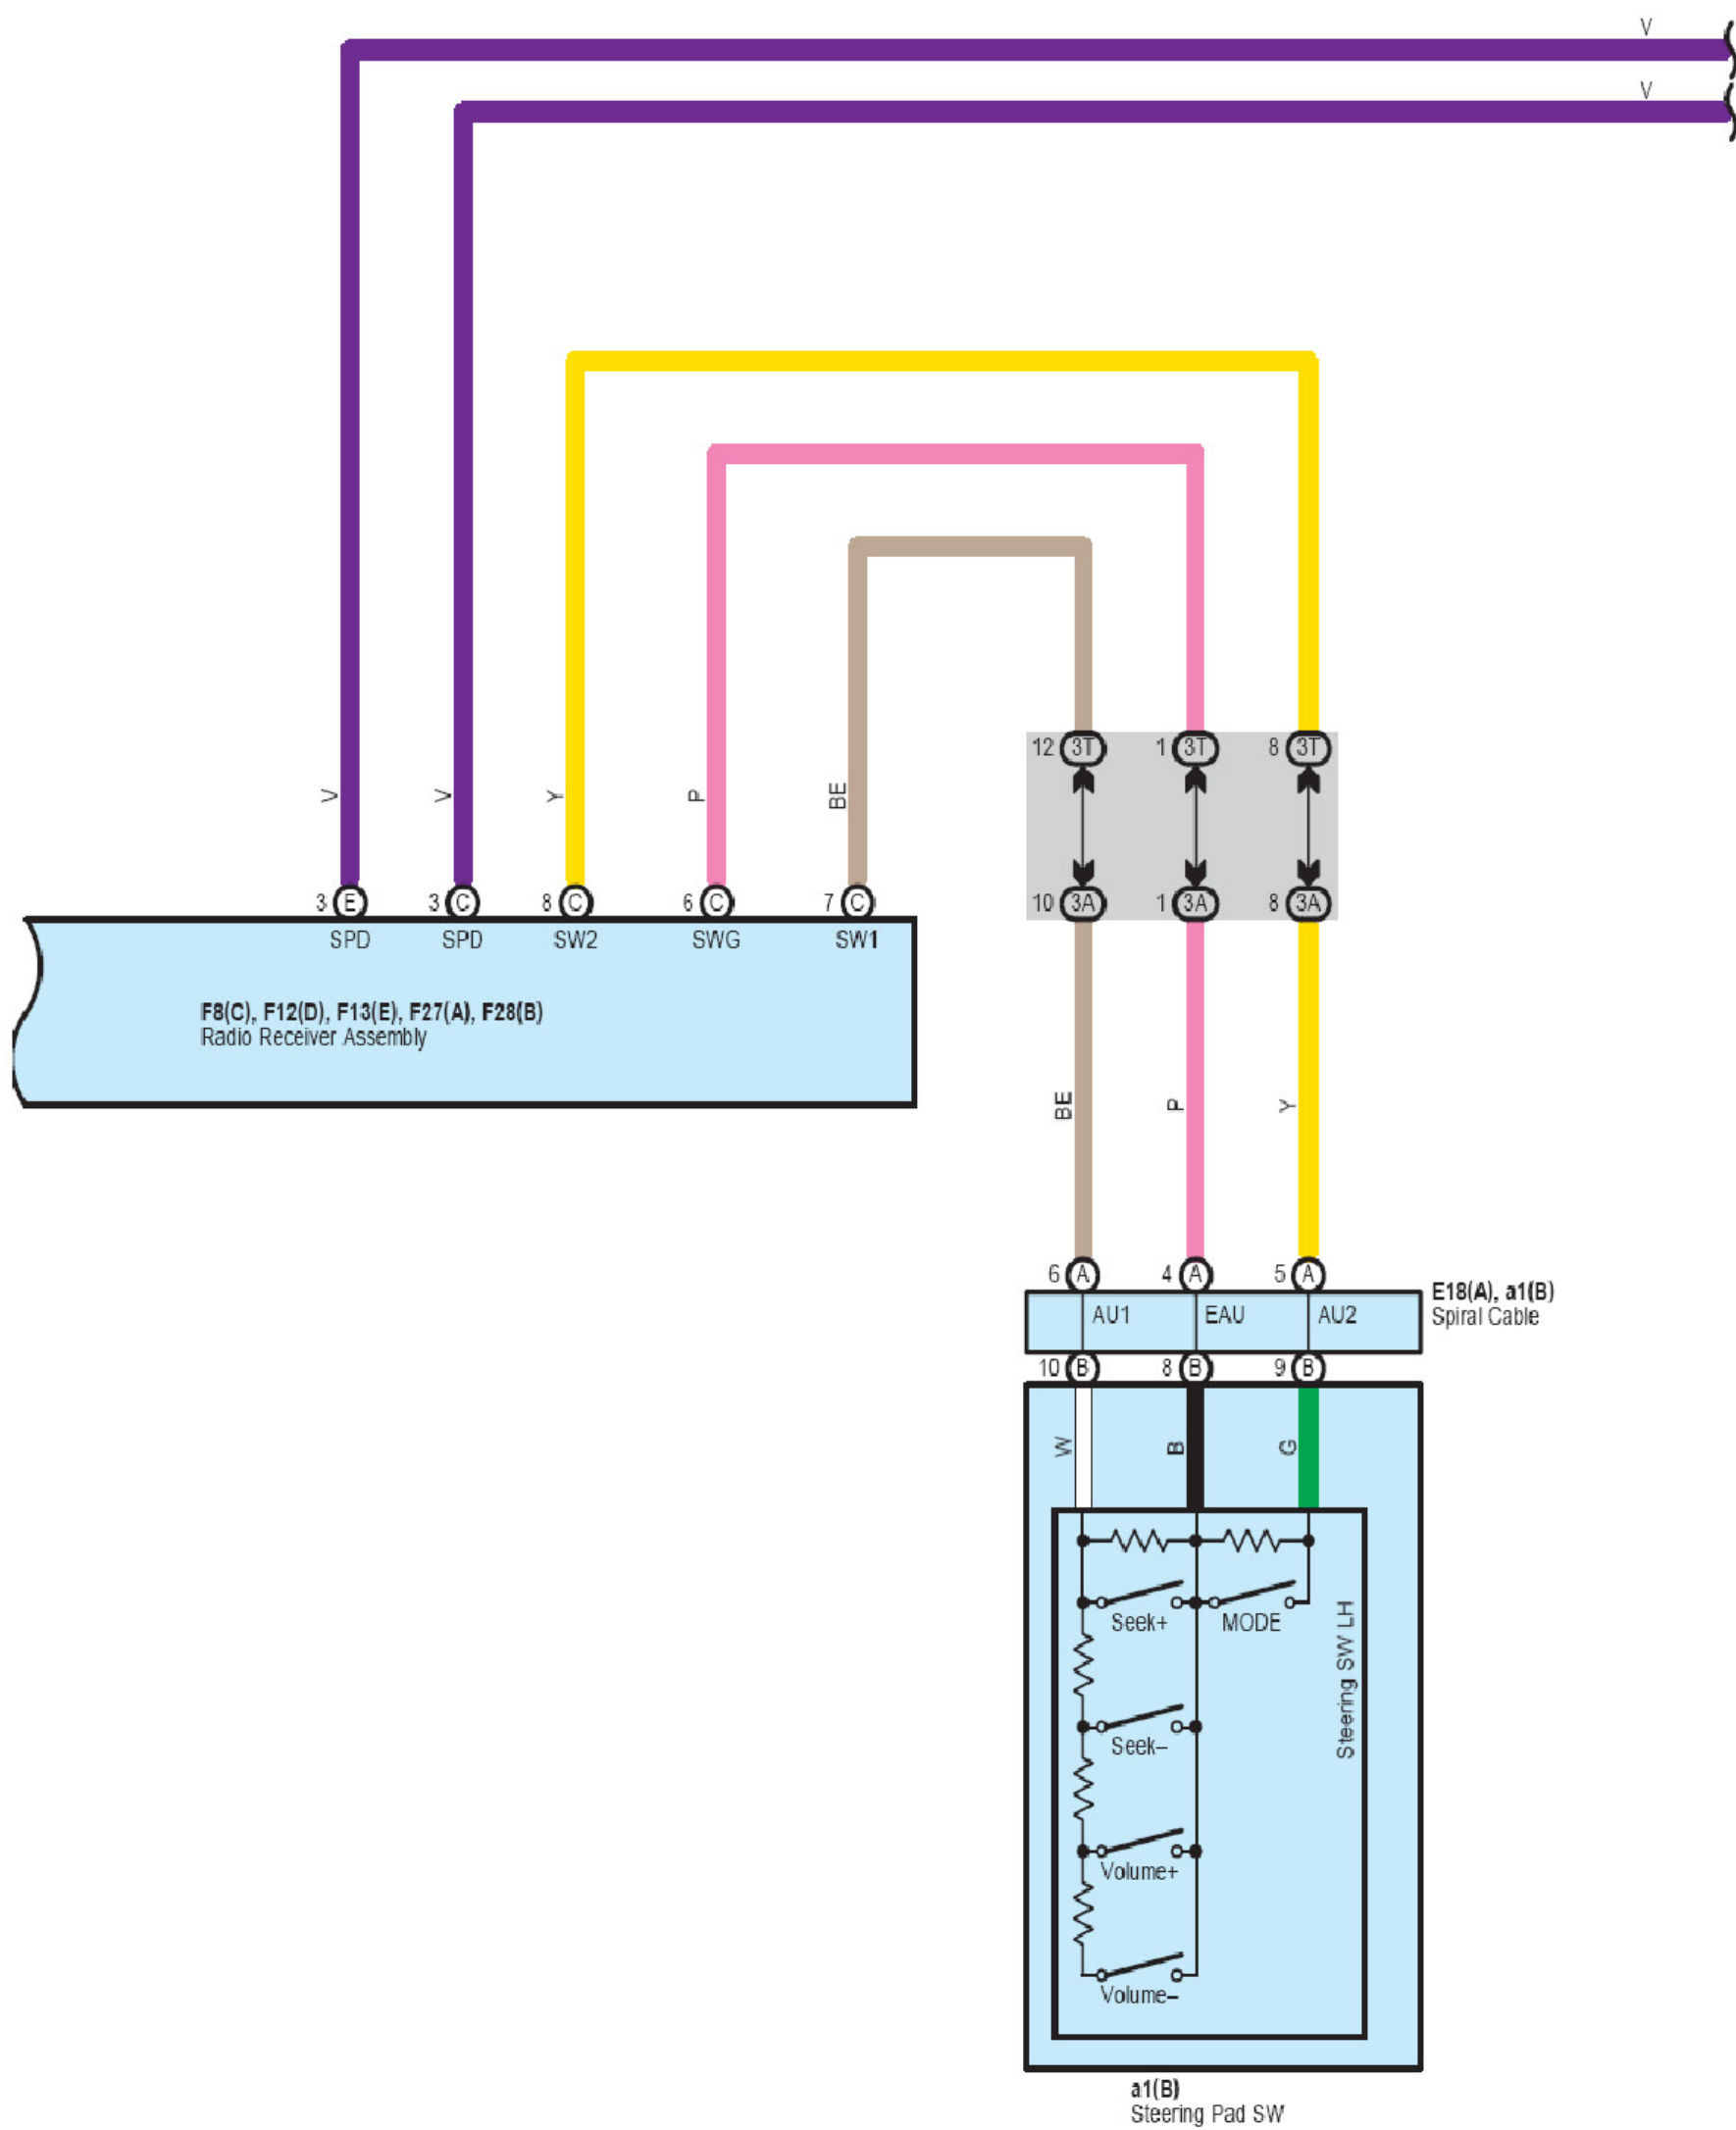 V
V
12 3T 1 3T 8 3T
V V Y P BE
3 E 3 C 8 C 6 C 7 C
10 3A 1 3A 8 3A
SPD SPD SW2 SWG SW1
F8(C), F12(D), F13(E), F27(A), F28(B)
Radio Receiver Assembly
BE P Y
6 A 4 A 5 A
AU1 EAU AU2
E18(A), a1(B)
Spiral Cable
10 B 8 B 9 B
W B G
Seek+ MODE
Steering SW LH
Seek–
Volume+
Volume–
a1(B)
Steering Pad SW